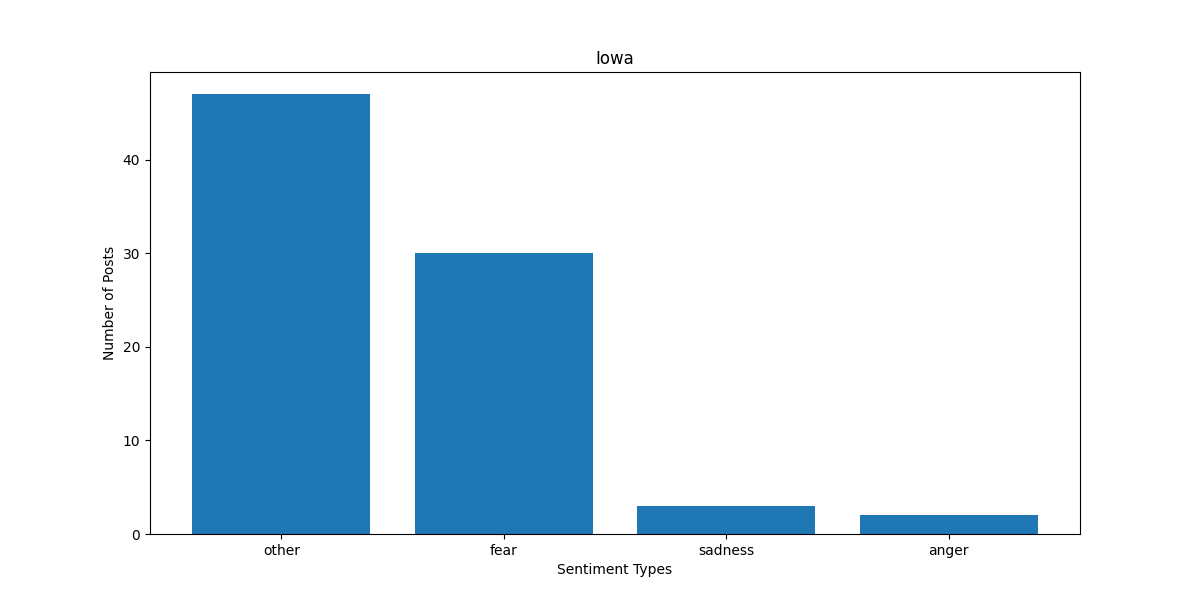 Iowa
Number of Posts
40
30
20
10
0
other fear sadness anger
Sentiment Types